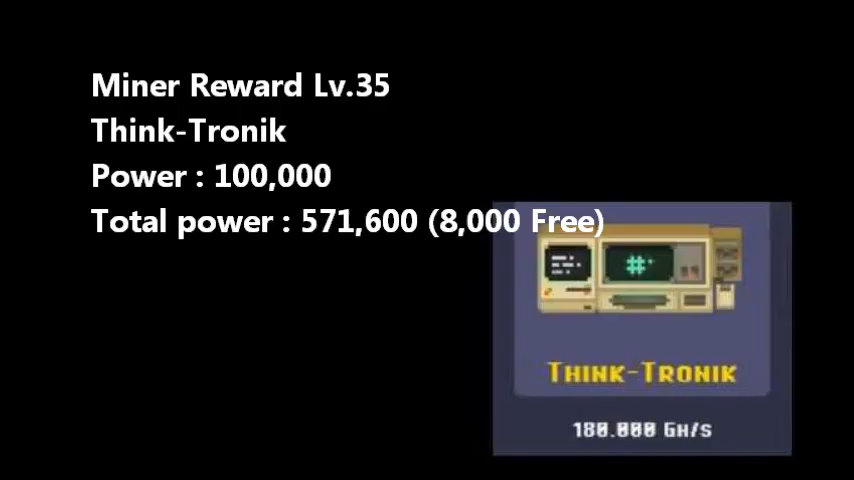 Miner Reward Lv.35
Think-Tronik
Power : 100,000
Total power : 571,600 (8,000 Free)
THINK-TRONIK
180.000 GH/S